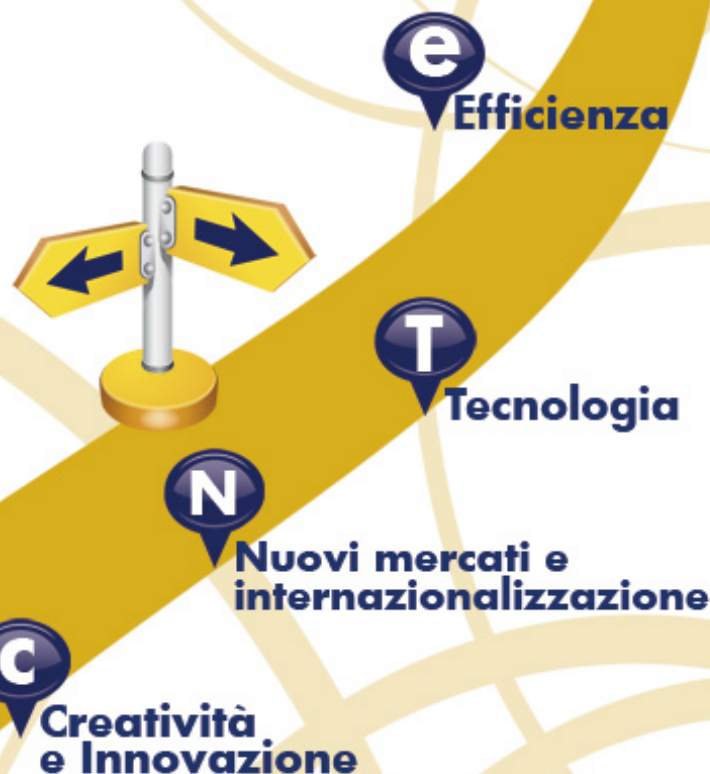 e
Efficienza
T
Tecnologia
N
Nuovi mercati e
internazionalizzazione
C
Creatività
e Innovazione